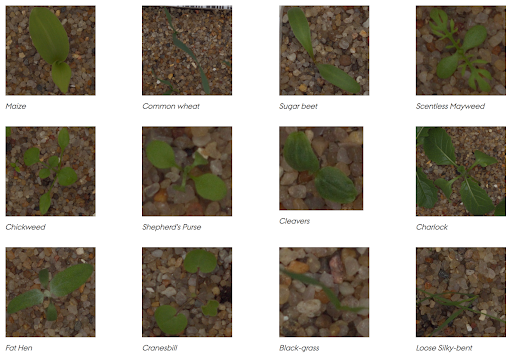 Maize
Common wheat
Sugar beet
Scentless Mayweed
Chickweed
Shepherd's Purse
Cleavers
Charlock
Fat Hen
Cranesbill
Black-grass
Loose Silky-bent